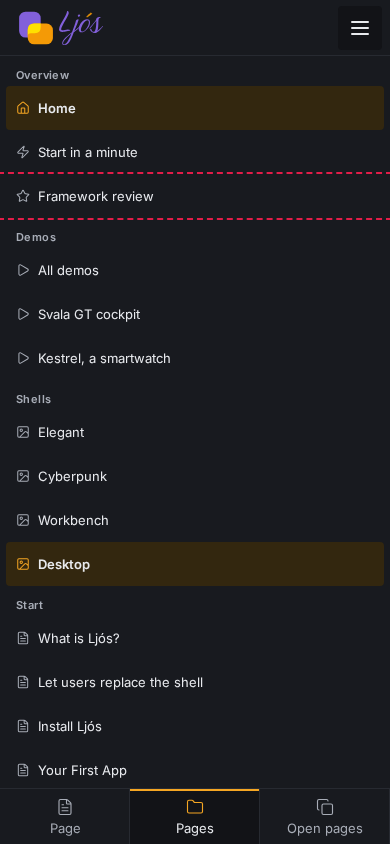 Ljós
Overview
Home
Start in a minute
Framework review
Demos
All demos
Svala GT cockpit
Kestrel, a smartwatch
Shells
Elegant
Cyberpunk
Workbench
Desktop
Start
What is Ljós?
Let users replace the shell
Install Ljós
Your First App
Page
Pages
Open pages